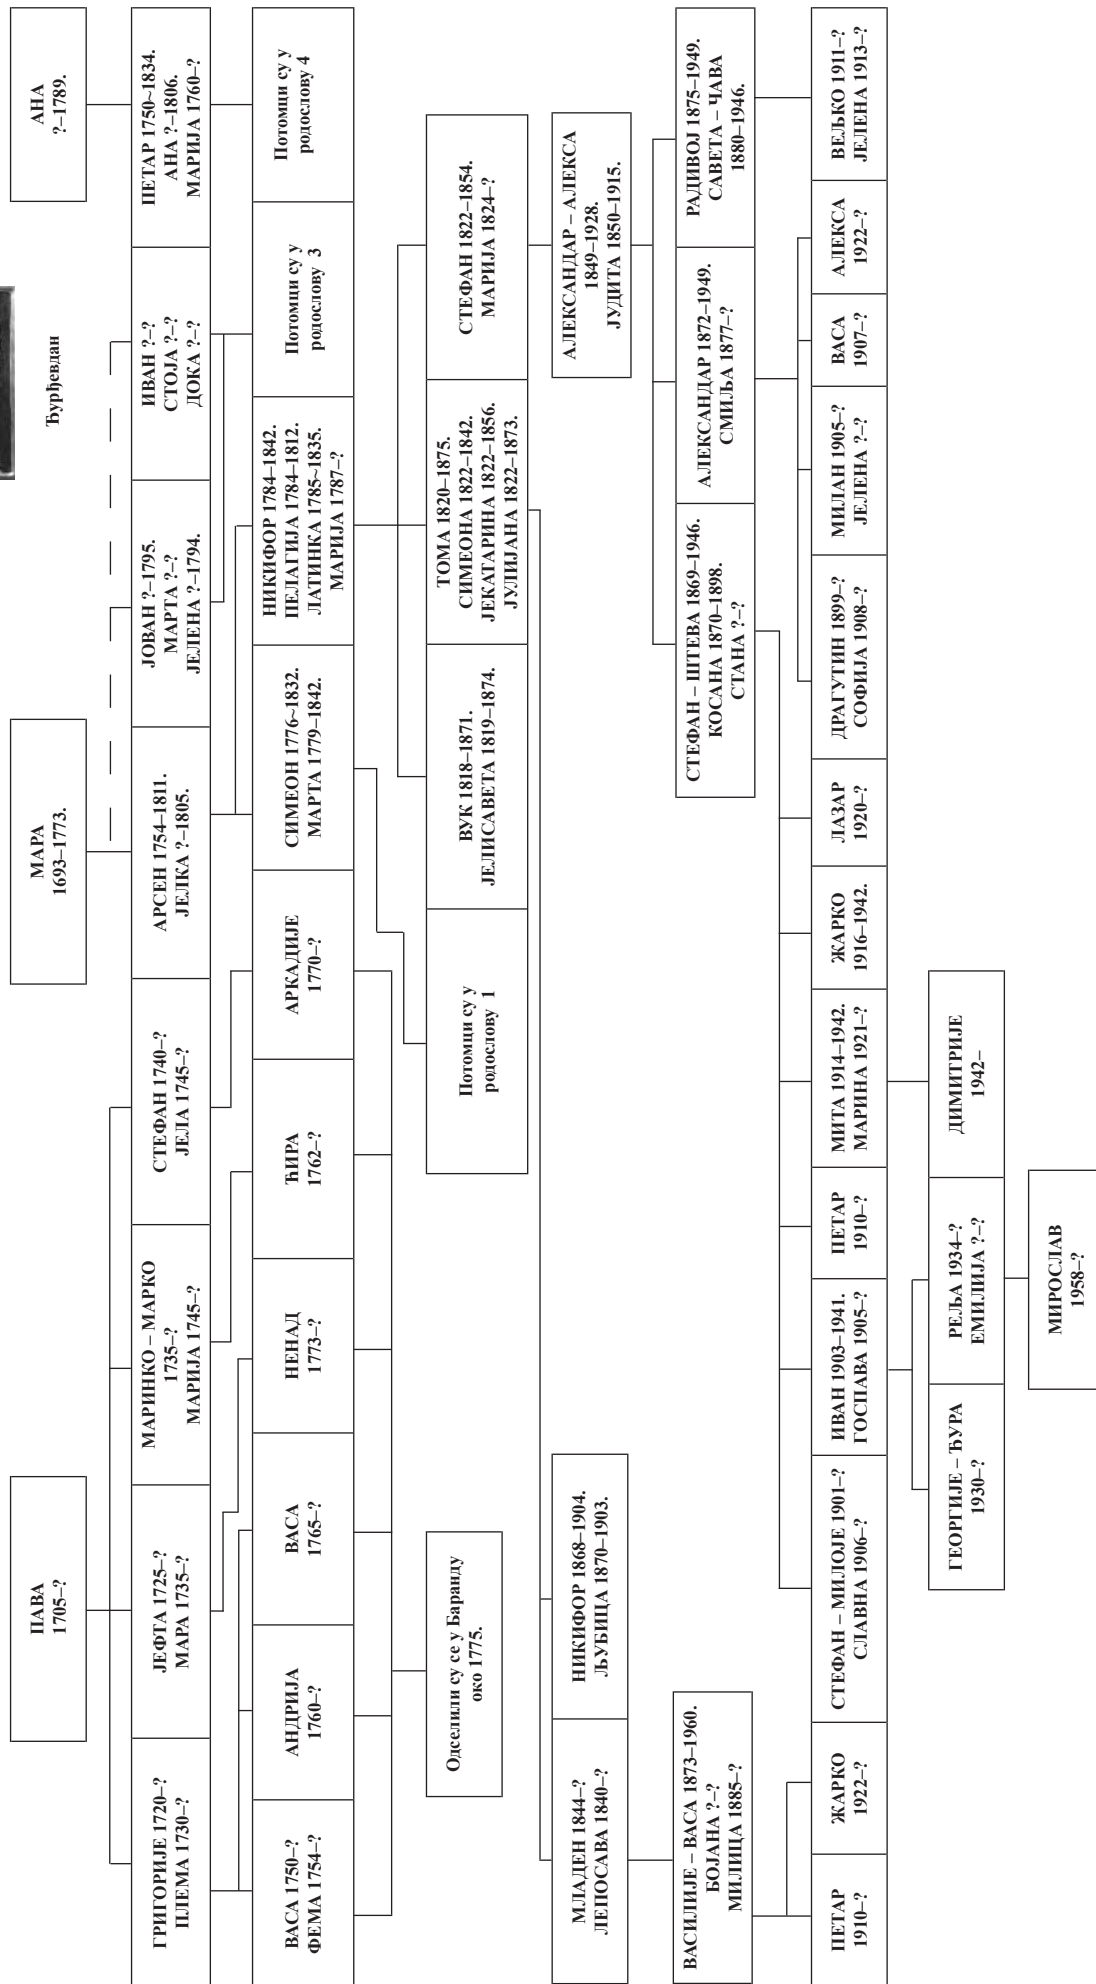 Ђурђевдан
ПАВА
1705–?
МАРА
1693–1773.
АНА
?–1789.
ГРИГОРИЈЕ 1720–?
ПЛЕМА 1730–?
ЈЕФТА 1725–?
МАРА 1735–?
МАРИНКО – МАРКО
1735–?
МАРИЈА 1745–?
СТЕФАН 1740–?
ЈЕЛА 1745–?
АРСЕН 1754–1811.
ЈЕЛКА ?–1805.
ЈОВАН ?–1795.
МАРТА ?–?
ЈЕЛЕНА ?–1794.
ИВАН ?–?
СТОЈА ?–?
ДОКА ?–?
ПЕТАР 1750~1834.
АНА ?–1806.
МАРИЈА 1760–?
ВАСА 1750–?
ФЕМА 1754–?
АНДРИЈА
1760–?
ВАСА
1765–?
НЕНАД
1773–?
ЋИРА
1762–?
АРКАДИЈЕ
1770–?
СИМЕОН 1776~1832.
МАРТА 1779–1842.
НИКИФОР 1784–1842.
ПЕЛАГИЈА 1784–1812.
ЛАТИНКА 1785~1835.
МАРИЈА 1787–?
Потомци су у
родослову 3
Потомци су у
родослову 4
Одселили су се у Баранду
око 1775.
Потомци су у
родослову 1
ВУК 1818–1871.
ЈЕЛИСАВЕТА 1819–1874.
ТОМА 1820–1875.
СИМЕОНА 1822–1842.
ЈЕКАТАРИНА 1822–1856.
ЈУЛИЈАНА 1822–1873.
СТЕФАН 1822–1854.
МАРИЈА 1824–?
МЛАДЕН 1844–?
ЛЕПОСАВА 1840–?
НИКИФОР 1868–1904.
ЉУБИЦА 1870–1903.
АЛЕКСАНДАР – АЛЕКСА
1849–1928.
ЈУДИТА 1850–1915.
ВАСИЛИЈЕ – ВАСА 1873–1960.
БОЈАНА ?–?
МИЛИЦА 1885–?
СТЕФАН – ШТЕВА 1869–1946.
КОСАНА 1870–1898.
СТАНА ?–?
АЛЕКСАНДАР 1872–1949.
СМИЉА 1877–?
РАДИВОЈ 1875–1949.
САВЕТА – ЧАВА
1880–1946.
ПЕТАР
1910–?
ЖАРКО
1922–?
СТЕФАН – МИЛОЈЕ 1901–?
СЛАВНА 1906–?
ИВАН 1903–1941.
ГОСПАВА 1905–?
ПЕТАР
1910–?
МИТА 1914–1942.
МАРИНА 1921–?
ЖАРКО
1916–1942.
ЛАЗАР
1920–?
ДРАГУТИН 1899–?
СОФИЈА 1908–?
МИЛАН 1905–?
ЈЕЛЕНА ?–?
ВАСА
1907–?
АЛЕКСА
1922–?
ВЕЉКО 1911–?
ЈЕЛЕНА 1913–?
ГЕОРГИЈЕ – ЂУРА
1930–?
РЕЉА 1934–?
ЕМИЛИЈА ?–?
ДИМИТРИЈЕ
1942–
МИРОСЛАВ
1958–?